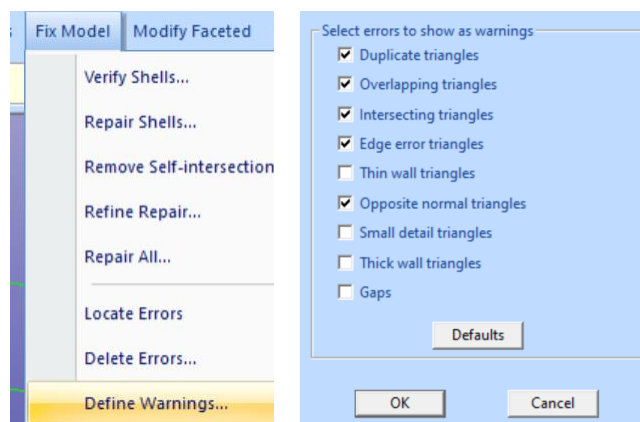 Fix Model Modify Faceted
Verify Shells...
Repair Shells...
Remove Self-intersection
Refine Repair...
Repair All...
Locate Errors
Delete Errors...
Define Warnings...
Select errors to show as warnings
Duplicate triangles
Overlapping triangles
Intersecting triangles
Edge error triangles
Thin wall triangles
Opposite normal triangles
Small detail triangles
Thick wall triangles
Gaps
Defaults
OK Cancel